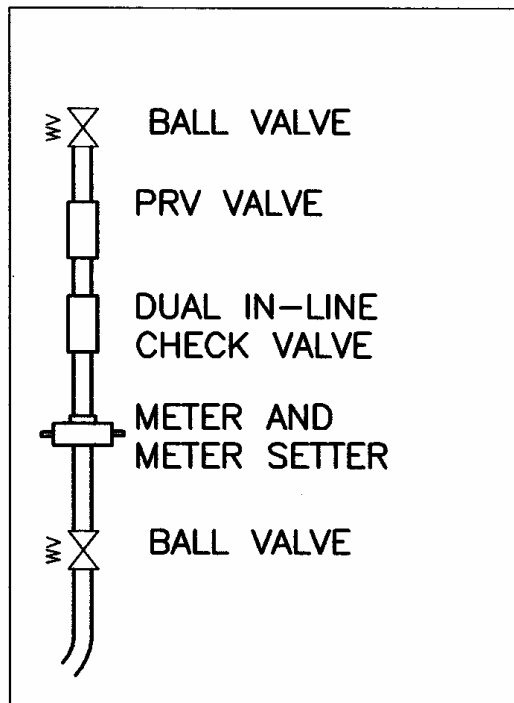 WV
BALL VALVE
PRV VALVE
DUAL IN-LINE
CHECK VALVE
METER AND
METER SETTER
WV
BALL VALVE